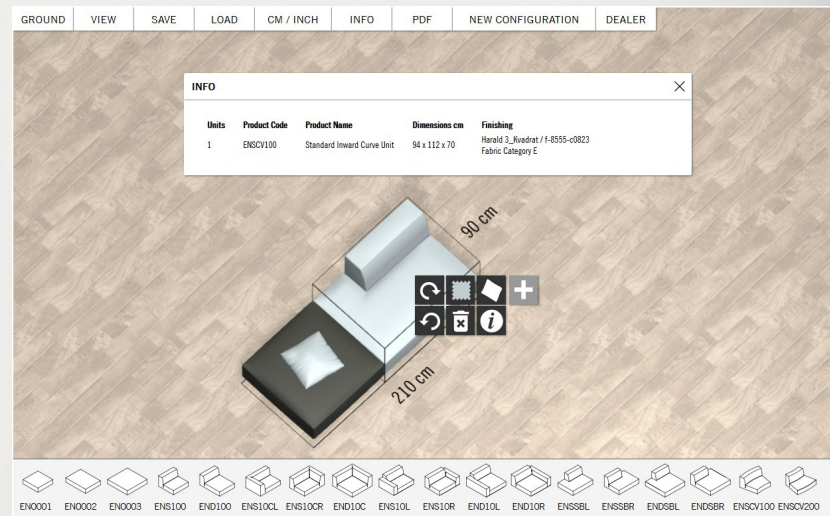 GROUND VIEW SAVE LOAD CM / INCH INFO PDF NEW CONFIGURATION DEALER
INFO
Units Product Code Product Name Dimensions cm Finishing
1 ENSCV100 Standard Inward Curve Unit 94 x 112 x 70 Harald 3_Kvadrat / f-8555-c0823
Fabric Category E
90 cm
210 cm
ENO001 ENO002 ENO003 ENS100 END100 ENS10CL ENS10CR END10C ENS10L ENS10R END10L END10R ENSSBL ENSSBR ENDSBL ENDSBR ENSCV100 ENSCV200